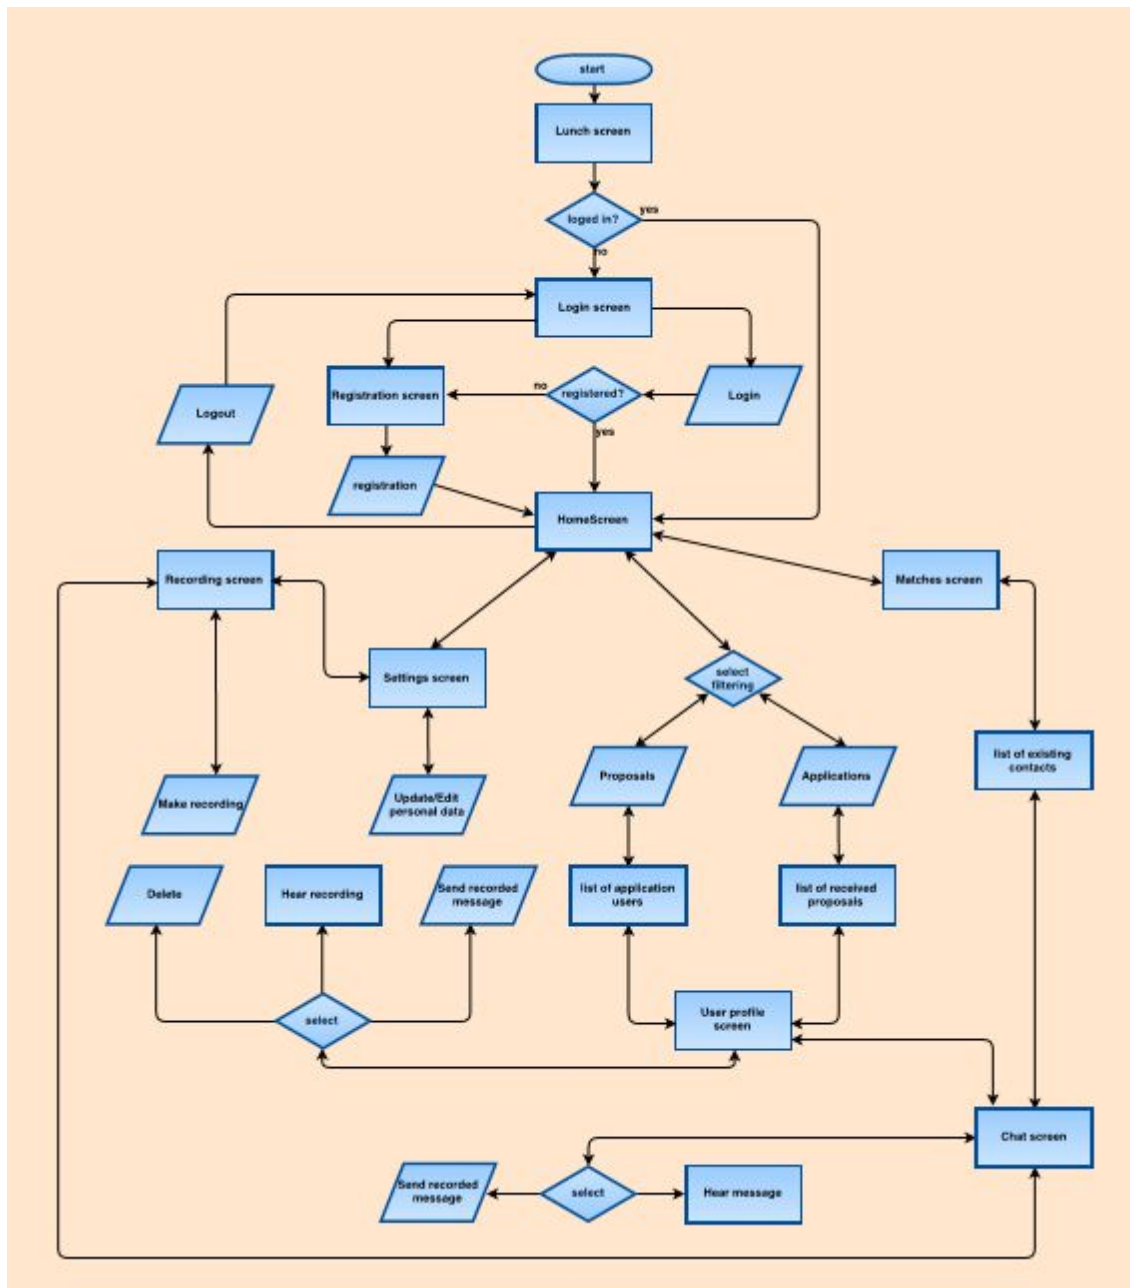 start
Lunch screen
loged in?
yes
no
Login screen
Registration screen
no
registered?
Login
Logout
yes
registration
HomeScreen
Recording screen
Matches screen
Settings screen
select
filtering
list of existing
contacts
Proposals
Applications
Make recording
Update/Edit
personal data
Delete
Hear recording
Send recorded
message
list of application
users
list of received
proposals
select
User profile
screen
Chat screen
Send recorded
message
select
Hear message